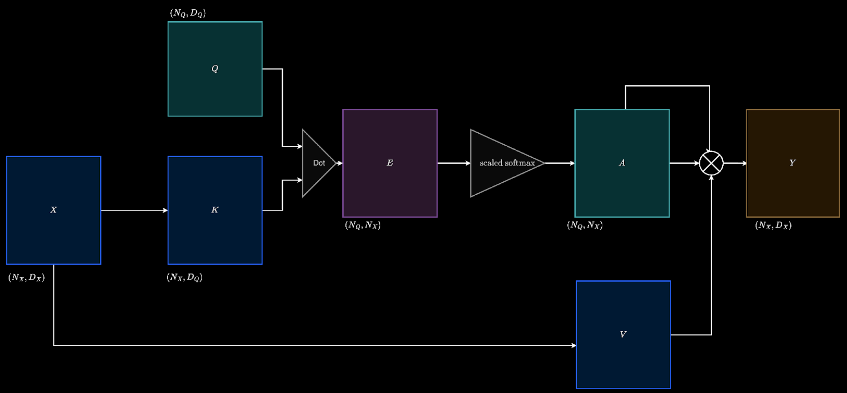 (N_Q, D_Q)
Q
X
K
Dot
E
scaled softmax
A
Y
(N_X, D_X)
(N_X, D_Q)
(N_Q, N_X)
(N_Q, N_X)
(N_X, D_X)
V